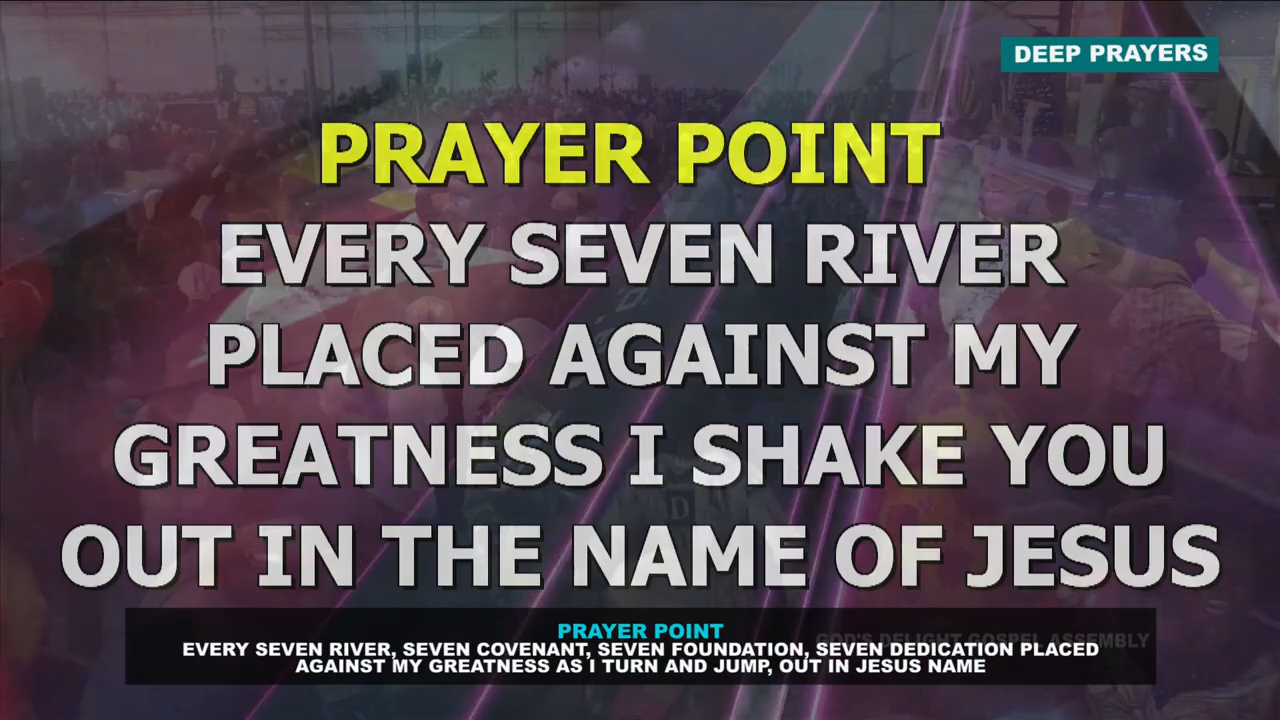 DEEP PRAYERS
PRAYER POINT
EVERY SEVEN RIVER
PLACED AGAINST MY
GREATNESS I SHAKE YOU
OUT IN THE NAME OF JESUS
PRAYER POINT
GOD'S DELIGHT GOSPEL ASSEMBLY
EVERY SEVEN RIVER, SEVEN COVENANT, SEVEN FOUNDATION, SEVEN DEDICATION PLACED
AGAINST MY GREATNESS AS I TURN AND JUMP, OUT IN JESUS NAME